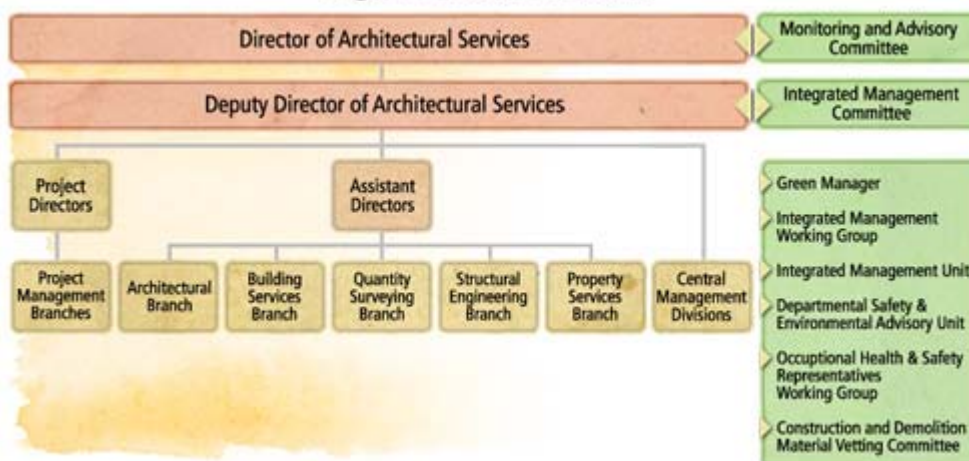 Director of Architectural Services
Monitoring and Advisory
Committee
Deputy Director of Architectural Services
Integrated Management
Committee
Project
Directors
Assistant
Directors
Project
Management
Branches
Architectural
Branch
Building
Services
Branch
Quantity
Surveying
Branch
Structural
Engineering
Branch
Property
Services
Branch
Central
Management
Divisions
Green Manager
Integrated Management
Working Group
Integrated Management Unit
Departmental Safety &
Environmental Advisory Unit
Occuptional Health & Safety
Representatives
Working Group
Construction and Demolition
Material Vetting Committee